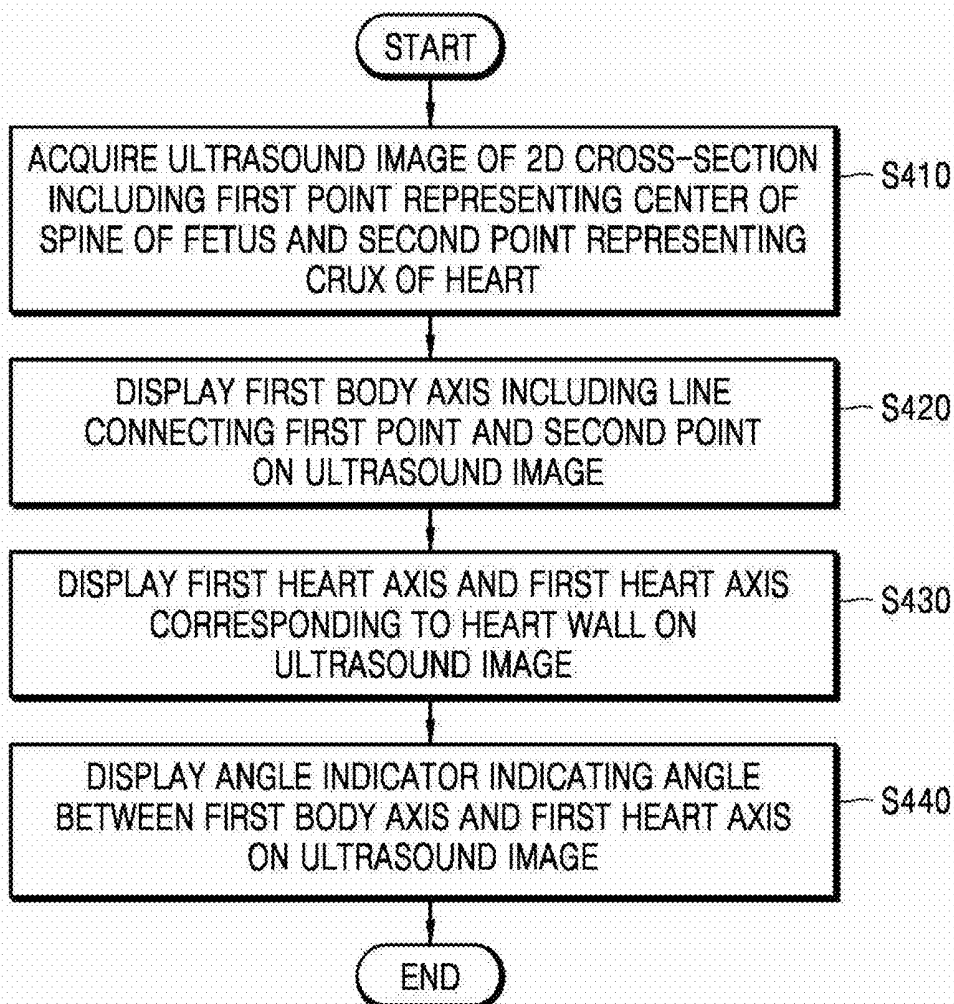 START
ACQUIRE ULTRASOUND IMAGE OF 2D CROSS-SECTION
INCLUDING FIRST POINT REPRESENTING CENTER OF
SPINE OF FETUS AND SECOND POINT REPRESENTING
CRUX OF HEART
S410
DISPLAY FIRST BODY AXIS INCLUDING LINE
CONNECTING FIRST POINT AND SECOND POINT
ON ULTRASOUND IMAGE
S420
DISPLAY FIRST HEART AXIS AND FIRST HEART AXIS
CORRESPONDING TO HEART WALL ON
ULTRASOUND IMAGE
S430
DISPLAY ANGLE INDICATOR INDICATING ANGLE
BETWEEN FIRST BODY AXIS AND FIRST HEART AXIS
ON ULTRASOUND IMAGE
S440
END